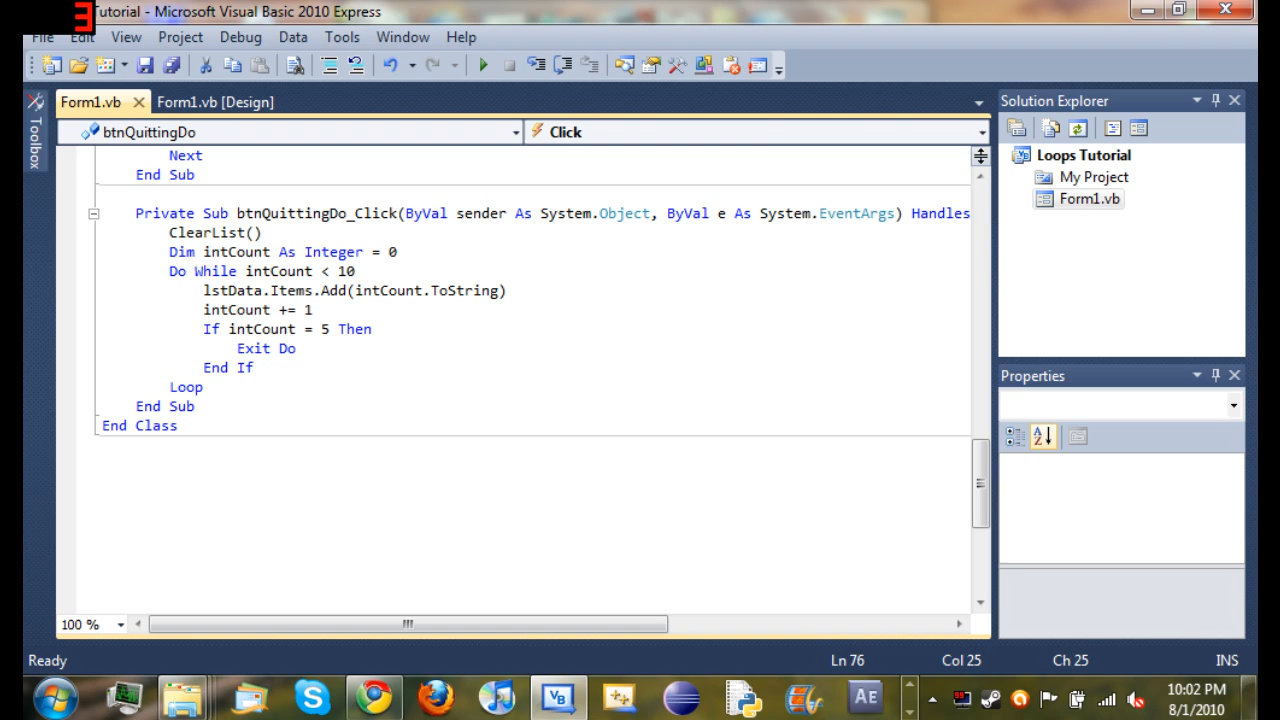 3
Tutorial - Microsoft Visual Basic 2010 Express
File Edit View Project Debug Data Tools Window Help
Form1.vb
Form1.vb [Design]
Toolbox
btnQuittingDo
Click
Next
End Sub
Private Sub btnQuittingDo_Click(ByVal sender As System.Object, ByVal e As System.EventArgs) Handles
ClearList()
Dim intCount As Integer = 0
Do While intCount < 10
lstData.Items.Add(intCount.ToString)
intCount += 1
If intCount = 5 Then
Exit Do
End If
Loop
End Sub
End Class
100 %
Solution Explorer
Loops Tutorial
My Project
Form1.vb
Properties
Ready
Ln 76
Col 25
Ch 25
INS
VB
AE
10:02 PM
8/1/2010